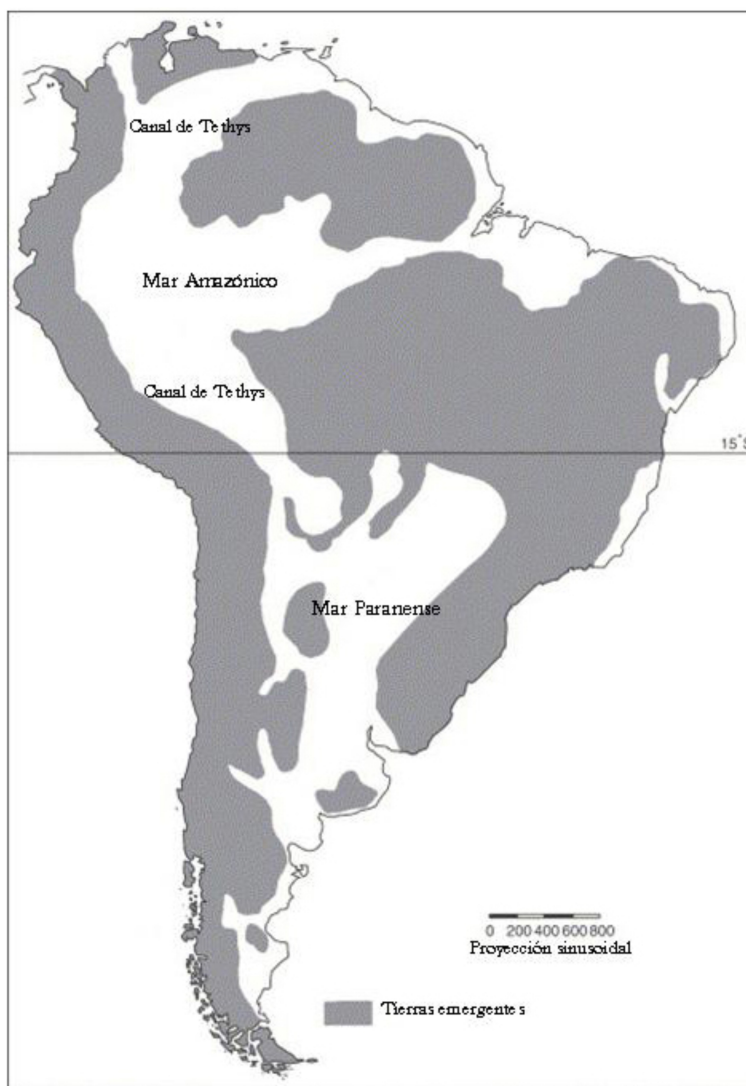 Canal de Tethys
Mar Amazónico
Canal de Tethys
15°S
Mar Paranense
0 200 400 600 800
Proyección sinusoidal
Tierras emergentes